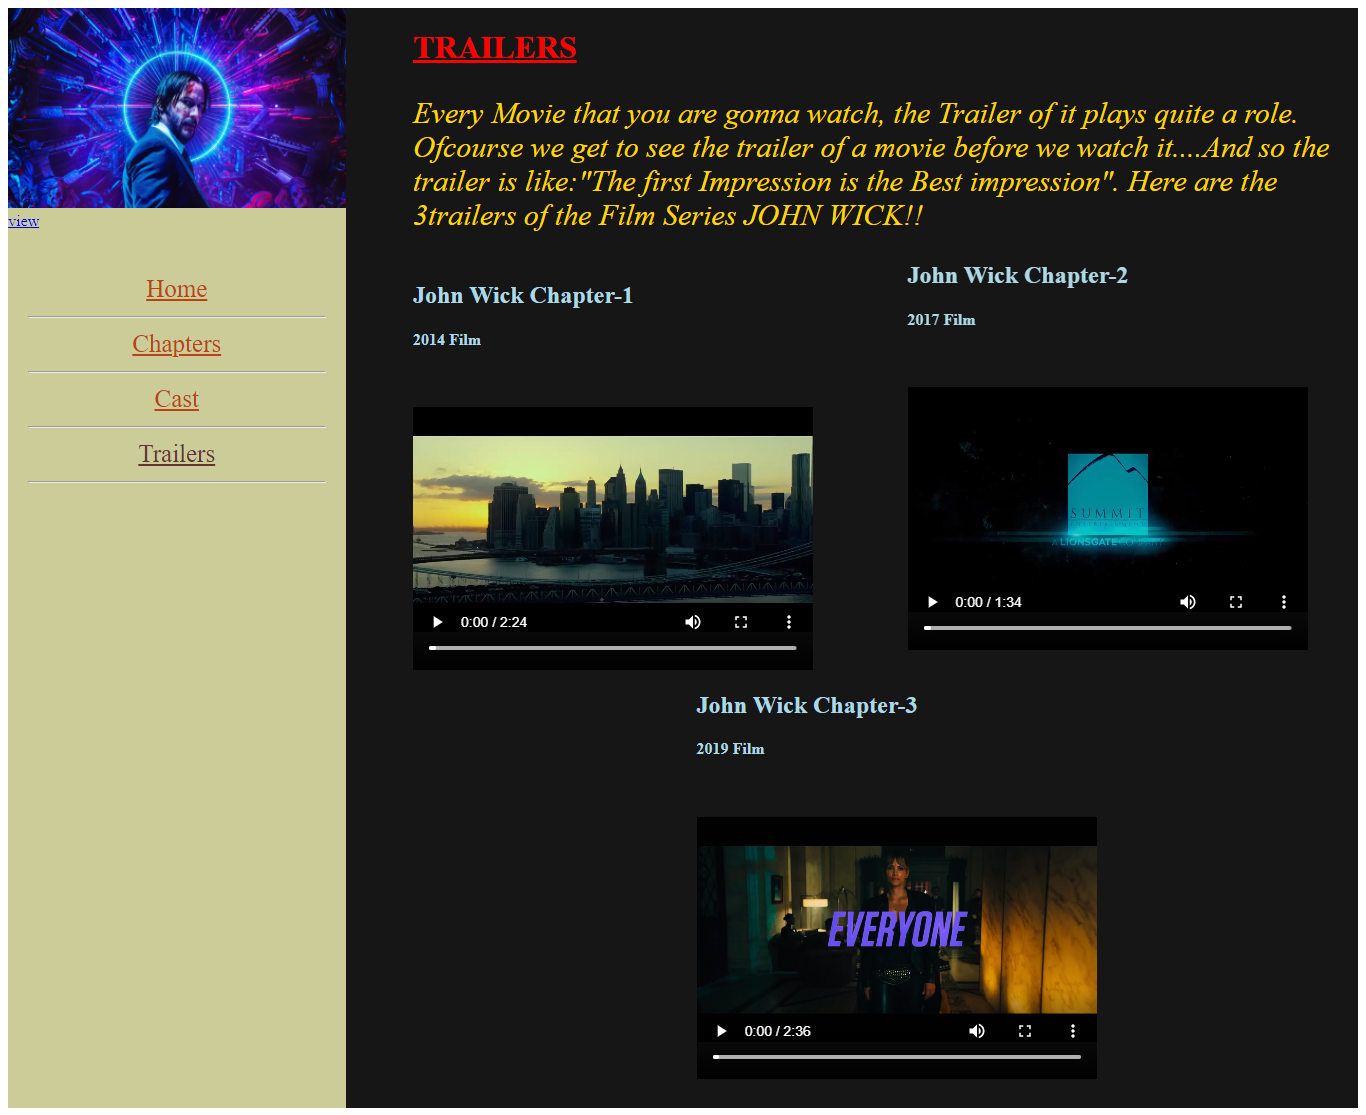 TRAILERS
Every Movie that you are gonna watch, the Trailer of it plays quite a role.
Ofcourse we get to see the trailer of a movie before we watch it....And so the
trailer is like:"The first Impression is the Best impression". Here are the
3trailers of the Film Series JOHN WICK!!
view
Home
Chapters
Cast
Trailers
John Wick Chapter-1
2014 Film
0:00 / 2:24
John Wick Chapter-2
2017 Film
SUMMIT
ENTERTAINMENT
A LIONSGATE COMPANY
0:00 / 1:34
John Wick Chapter-3
2019 Film
EVERYONE
0:00 / 2:36